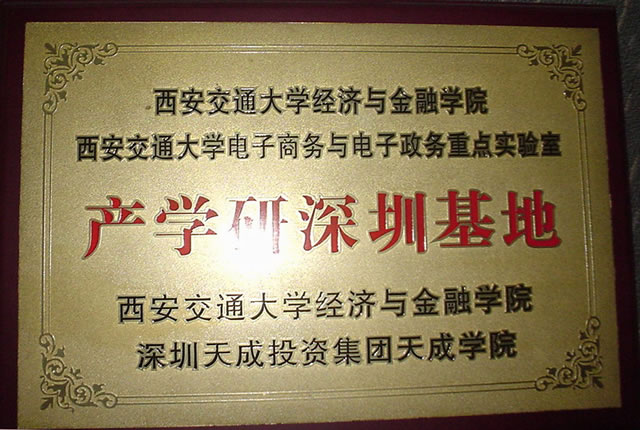 西安交通大学经济与金融学院
西安交通大学电子商务与电子政务重点实验室
产学研深圳基地
西安交通大学经济与金融学院
深圳天成投资集团天成学院